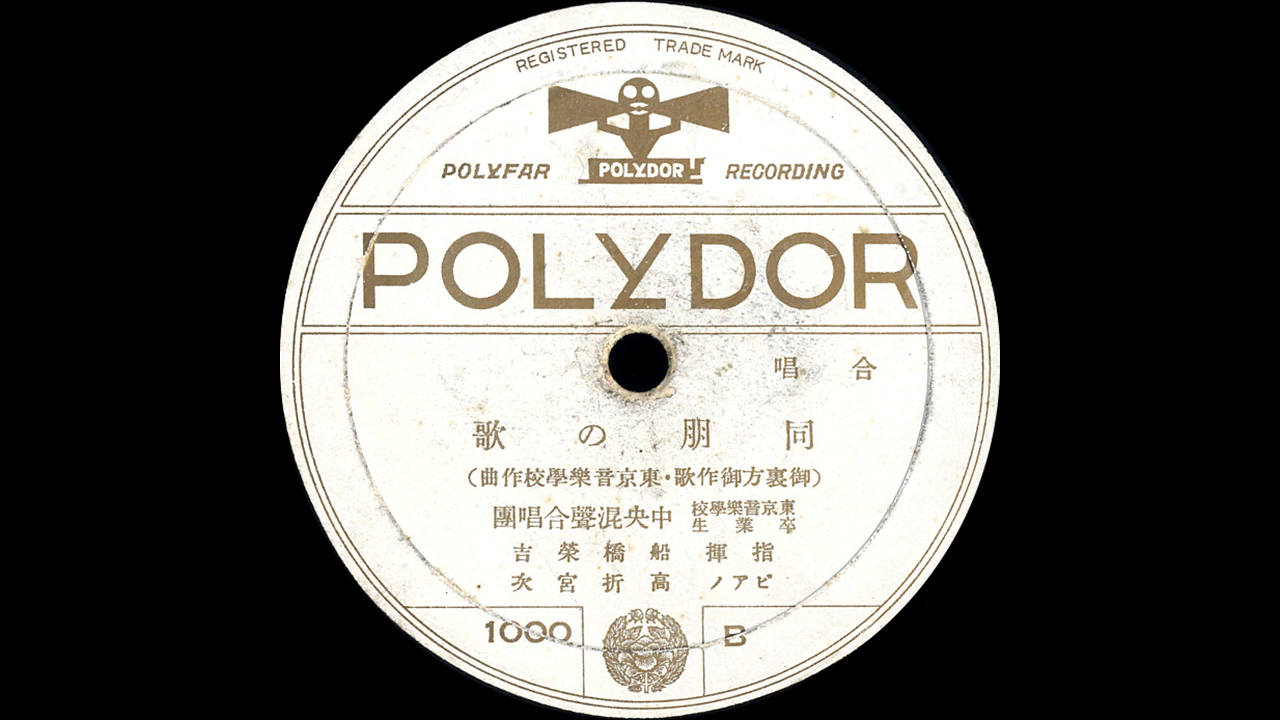 REGISTERED TRADE MARK
POLYFAR POLYDOR RECORDING
POLYDOR
合唱
同朋の歌
(御裏方御作歌・東京音樂學校作曲)
東京音樂學校
卒業生
中央混聲合唱團
指揮 船橋榮吉
ピアノ 高折宮次
1000 B